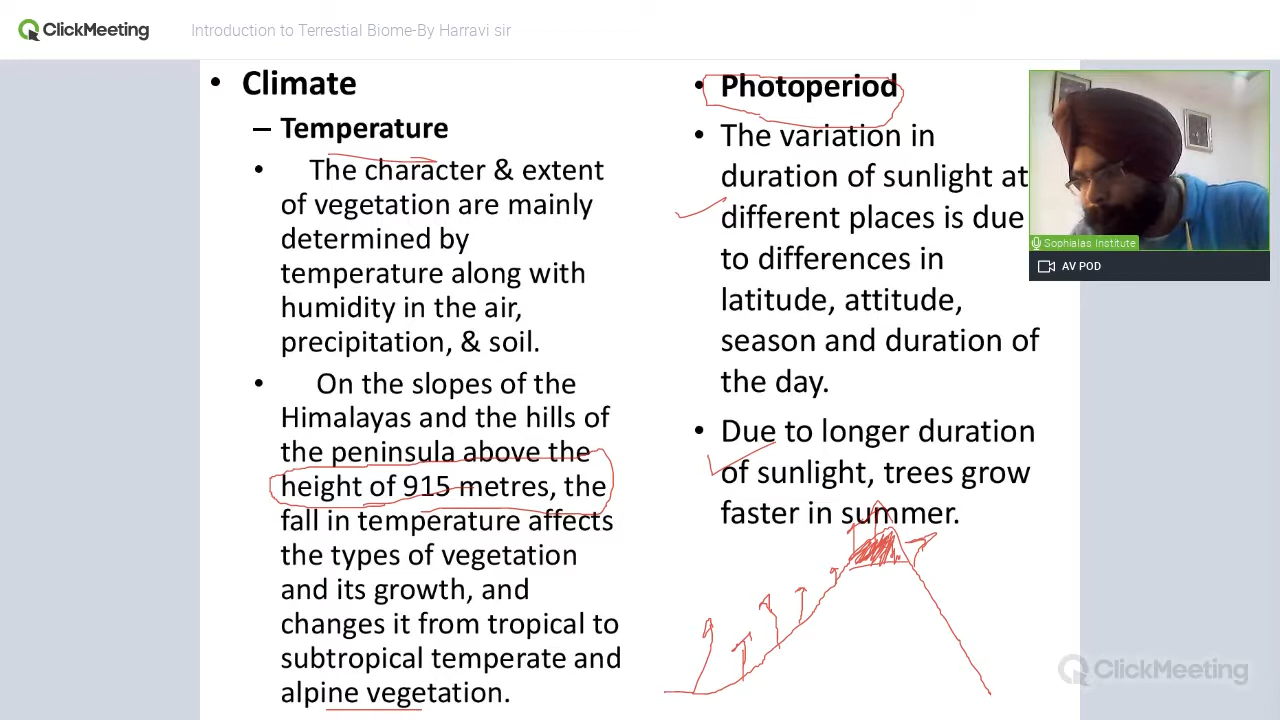 ClickMeeting
Introduction to Terrestial Biome-By Harravi sir
• Climate
– Temperature
• The character & extent
of vegetation are mainly
determined by
temperature along with
humidity in the air,
precipitation, & soil.
• On the slopes of the
Himalayas and the hills of
the peninsula above the
height of 915 metres, the
fall in temperature affects
the types of vegetation
and its growth, and
changes it from tropical to
subtropical temperate and
alpine vegetation.
• Photoperiod
• The variation in
duration of sunlight at
different places is due
to differences in
latitude, attitude,
season and duration of
the day.
• Due to longer duration
of sunlight, trees grow
faster in summer.
Sophialas Institute
AV POD
ClickMeeting